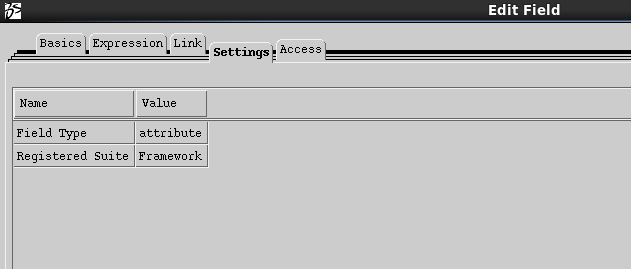 Edit Field
Basics Expression Link Settings Access
Name Value
Field Type attribute
Registered Suite Framework